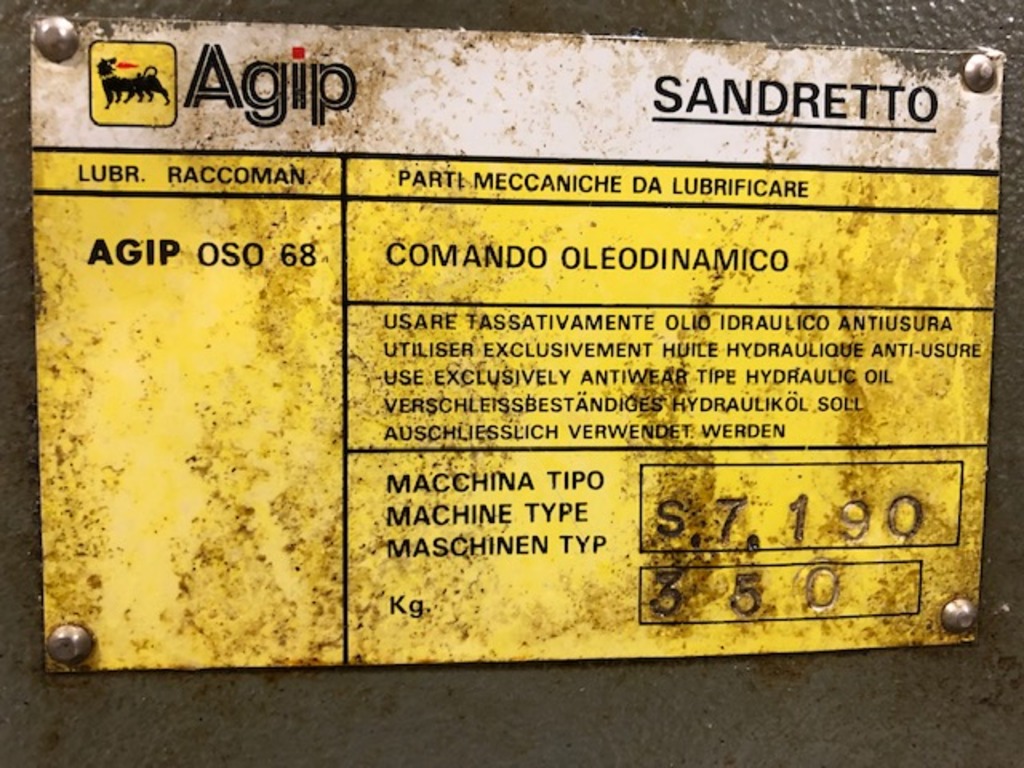 Agip
SANDRETTO
LUBR. RACCOMAN.
PARTI MECCANICHE DA LUBRIFICARE
AGIP OSO 68
COMANDO OLEODINAMICO
USARE TASSATIVAMENTE OLIO IDRAULICO ANTIUSURA
UTILISER EXCLUSIVEMENT HUILE HYDRAULIQUE ANTI-USURE
USE EXCLUSIVELY ANTIWEAR TIPE HYDRAULIC OIL
VERSCHLEISSBESTÄNDIGES HYDRAULIKÖL SOLL
AUSCHLIESSLICH VERWENDET WERDEN
MACCHINA TIPO
MACHINE TYPE
MASCHINEN TYP
S.7.190
Kg.
350